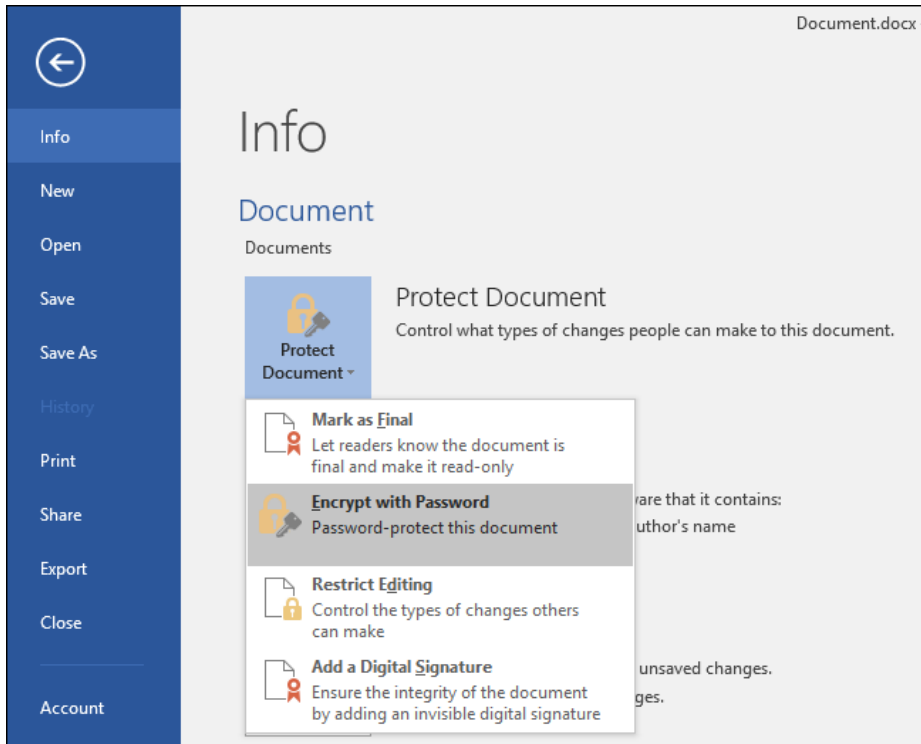 Document.docx
Info
New
Open
Save
Save As
History
Print
Share
Export
Close
Account
Info
Document
Documents
Protect
Document
Protect Document
Control what types of changes people can make to this document.
Mark as Final
Let readers know the document is
final and make it read-only
Encrypt with Password
Password-protect this document
Restrict Editing
Control the types of changes others
can make
Add a Digital Signature
Ensure the integrity of the document
by adding an invisible digital signature
are that it contains:
uthor's name
unsaved changes.
ges.